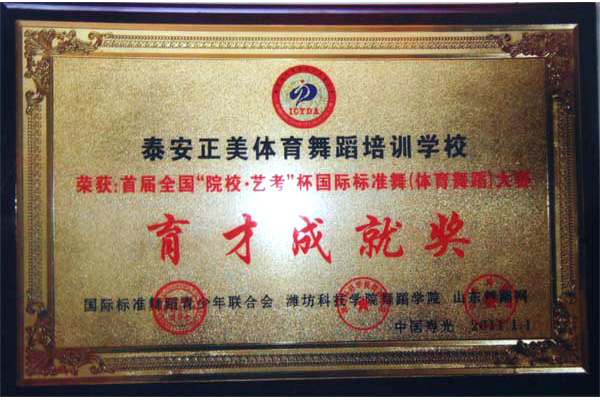 ICYDA
泰安正美体育舞蹈培训学校
荣获:首届全国“院校·艺考”杯国际标准舞(体育舞蹈)大赛
育才成就奖
国际标准舞蹈青少年联合会 潍坊科技学院舞蹈学院 山东舞蹈网
中国寿光 2011.1.1